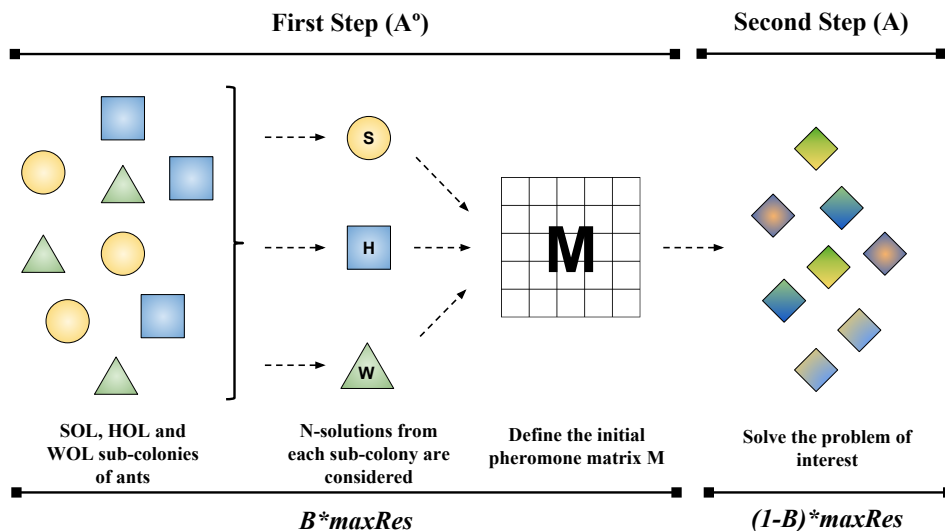 First Step (Aº)
Second Step (A)
S
H
W
M
SOL, HOL and
WOL sub-colonies
of ants
N-solutions from
each sub-colony are
considered
Define the initial
pheromone matrix M
Solve the problem of
interest
B*maxRes
(1-B)*maxRes